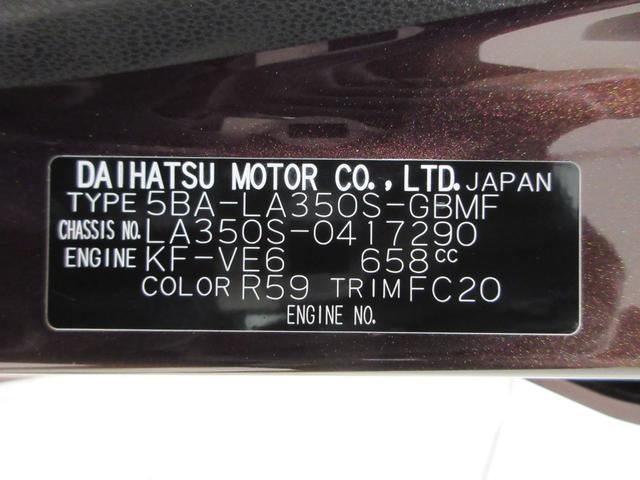 DAIHATSU MOTOR CO., LTD. JAPAN
TYPE 5BA-LA350S-GBMF
CHASSIS NO. LA350S-0417290
ENGINE KF-VE6 658cc
COLOR R59 TRIM FC20
ENGINE NO.